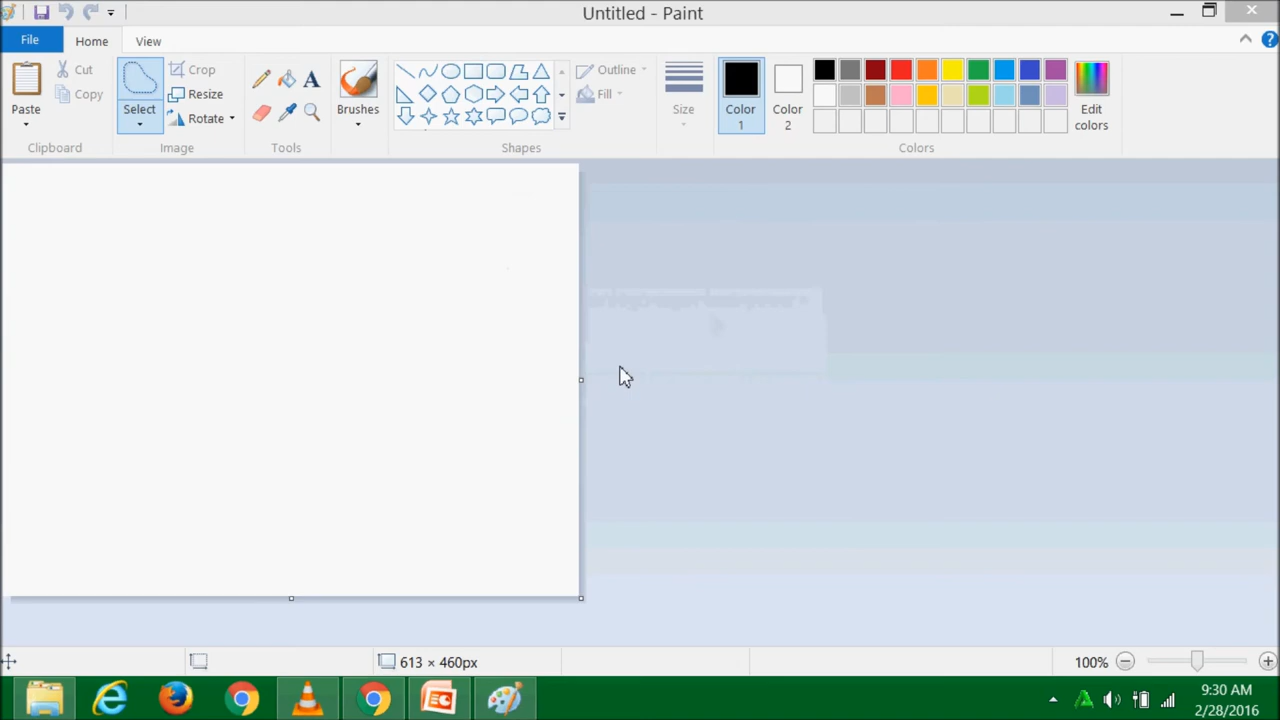 Untitled - Paint
File Home View
Cut Crop A Outline
Paste Copy Select Resize Brushes Fill Size Color 1 Color 2 Edit colors
Rotate
Clipboard Image Tools Shapes Colors
613 × 460px 100%
9:30 AM
2/28/2016